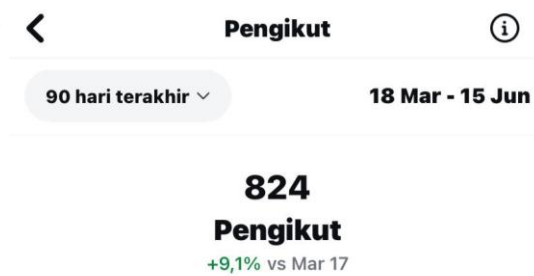 Pengikut
90 hari terakhir
18 Mar - 15 Jun
824
Pengikut
+9,1% vs Mar 17